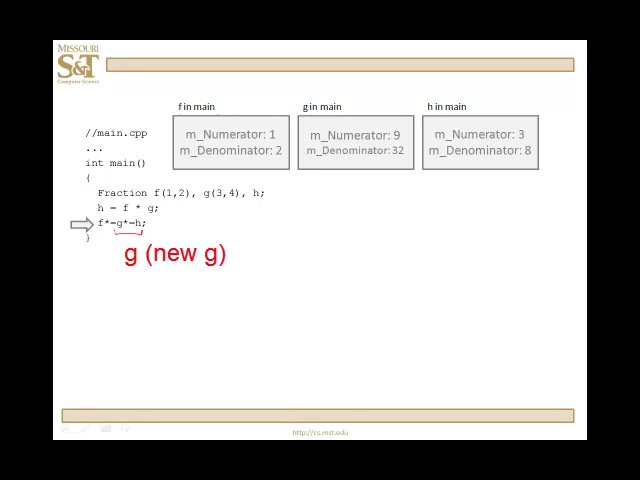 MISSOURI
S&T
Computer Science
f in main
g in main
h in main
m_Numerator: 1
m_Denominator: 2
m_Numerator: 9
m_Denominator: 32
m_Numerator: 3
m_Denominator: 8
//main.cpp
...
int main()
{
Fraction f(1,2), g(3,4), h;
h = f * g;
f*=g*=h;
}
g (new g)
http://cs.mst.edu